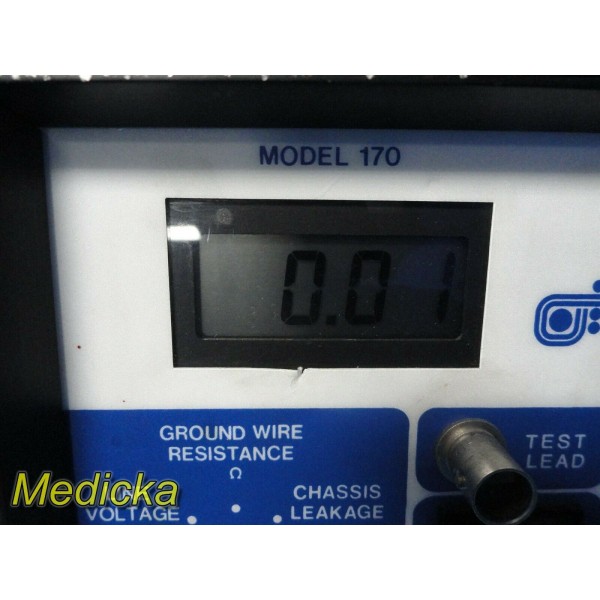 MODEL 170
0.01
GROUND WIRE
RESISTANCE
Ω
TEST
LEAD
Medicka
VOLTAGE
CHASSIS
LEAKAGE